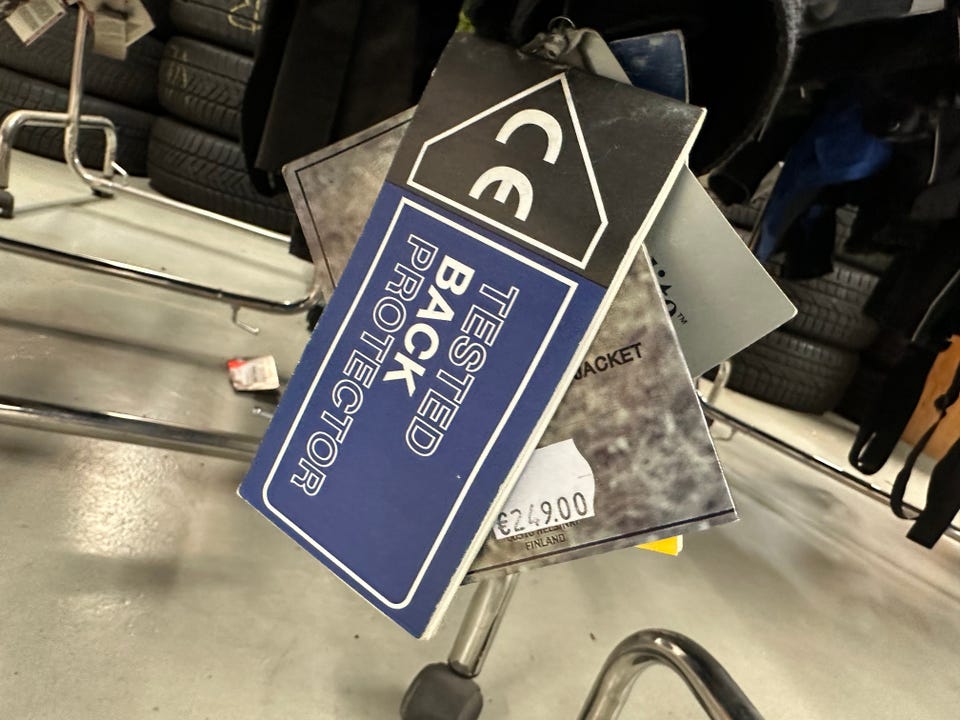 CE
TESTED
BACK
PROTECTOR
JACKET
€249.00
FINLAND